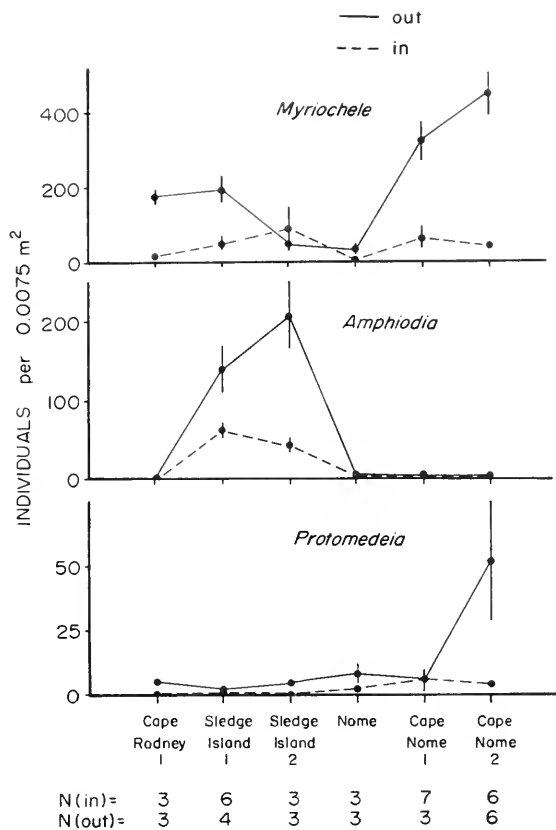 out
in
Myriochele
400
200
0
Amphiodia
200
100
0
Protomedeia
50
25
0
INDIVIDUALS per 0.0075 m²
Cape Rodney 1
Sledge Island 1
Sledge Island 2
Nome
Cape Nome 1
Cape Nome 2
N(in)= 3 6 3 3 7 6
N(out)= 3 4 3 3 3 6